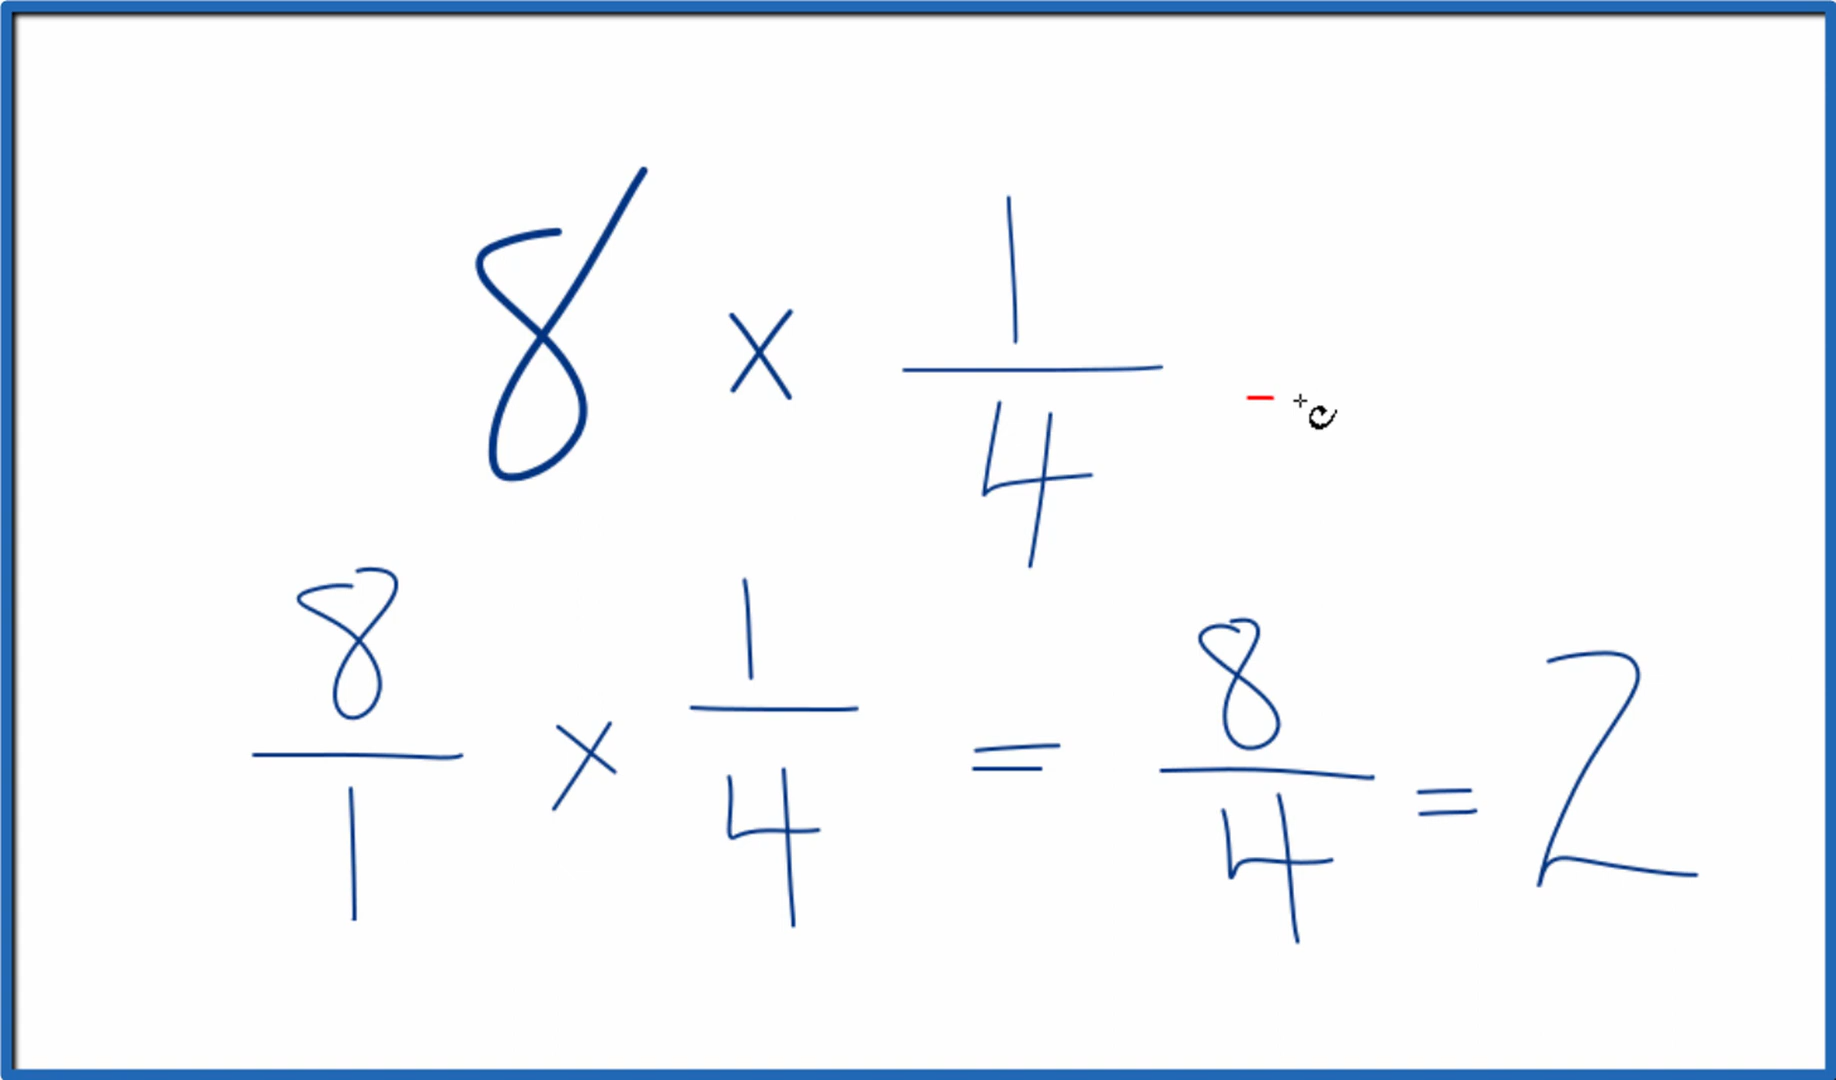 8 × 1/4 -
8/1 × 1/4 = 8/4 = 2